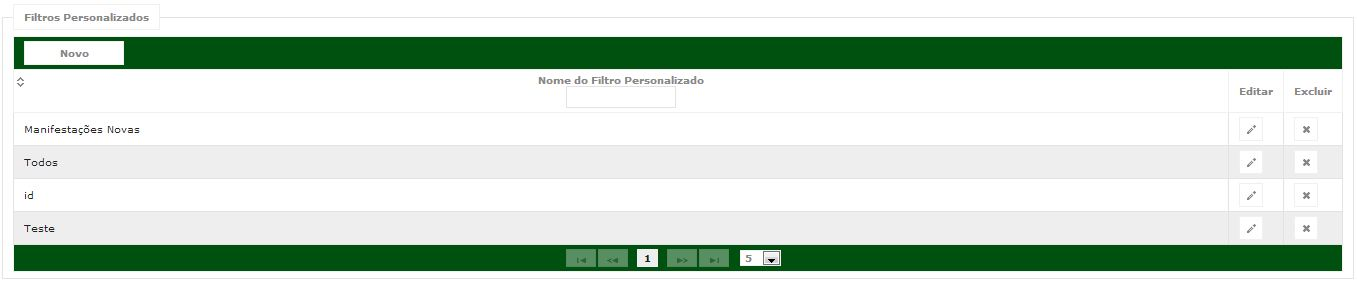 Filtros Personalizados
Novo
Nome do Filtro Personalizado
Editar
Excluir
Manifestações Novas
Todos
id
Teste
1
5